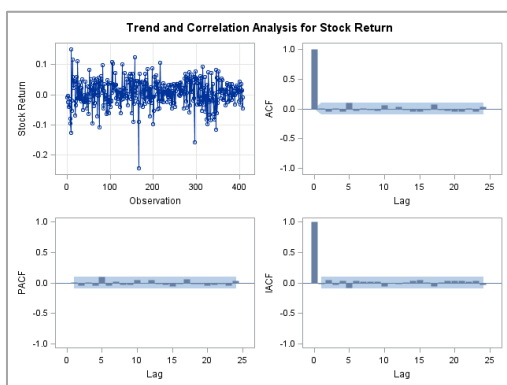 Trend and Correlation Analysis for Stock Return
Stock Return
0.1
0.0
-0.1
-0.2
0 100 200 300 400
Observation
ACF
1.0
0.5
0.0
-0.5
-1.0
0 5 10 15 20 25
Lag
PACF
1.0
0.5
0.0
-0.5
-1.0
0 5 10 15 20 25
Lag
IACF
1.0
0.5
0.0
-0.5
-1.0
0 5 10 15 20 25
Lag